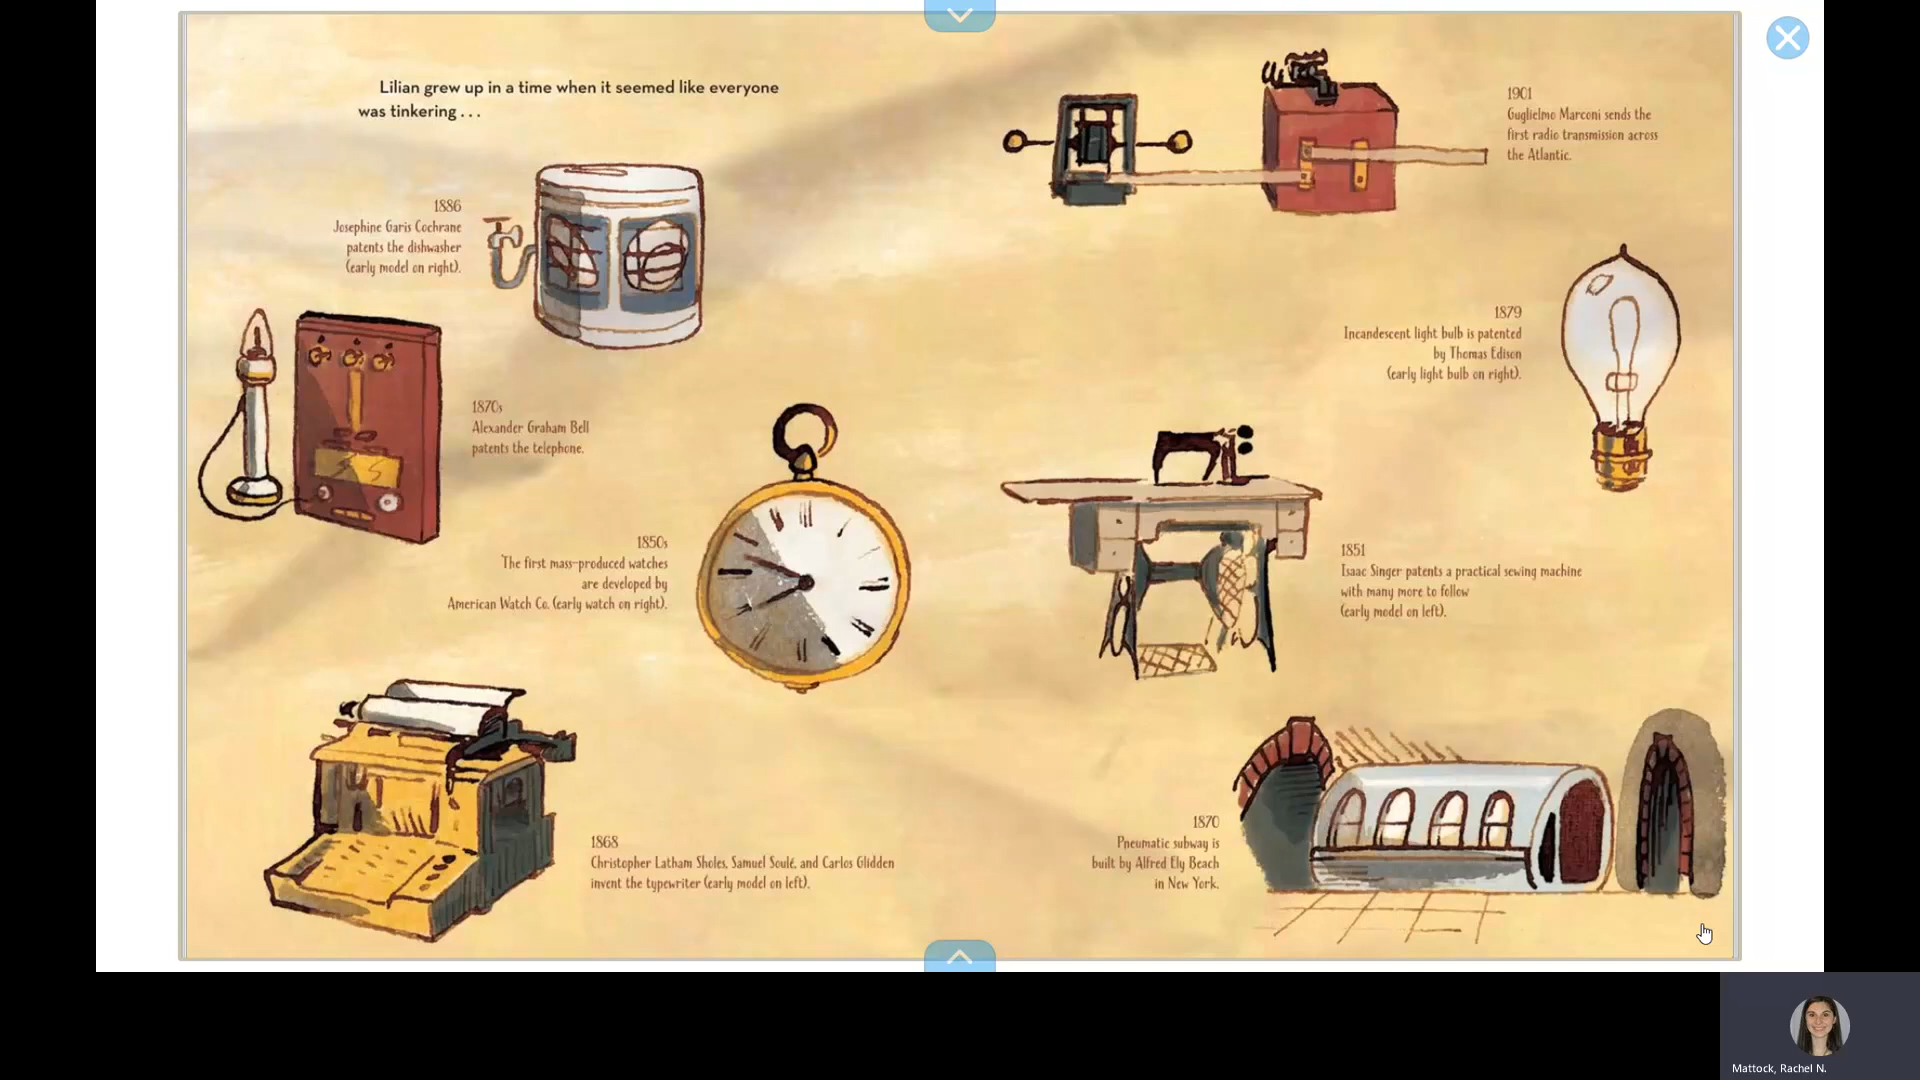 Lilian grew up in a time when it seemed like everyone
was tinkering . . .
1886
Josephine Garis Cochrane
patents the dishwasher
(early model on right).
1870s
Alexander Graham Bell
patents the telephone.
1850s
The first mass-produced watches
are developed by
American Watch Co. (early watch on right).
1868
Christopher Latham Sholes, Samuel Soulé, and Carlos Glidden
invent the typewriter (early model on left).
1901
Guglielmo Marconi sends the
first radio transmission across
the Atlantic.
1879
Incandescent light bulb is patented
by Thomas Edison
(early light bulb on right).
1851
Isaac Singer patents a practical sewing machine
with many more to follow
(early model on left).
1870
Pneumatic subway is
built by Alfred Ely Beach
in New York.
Mattock, Rachel N.